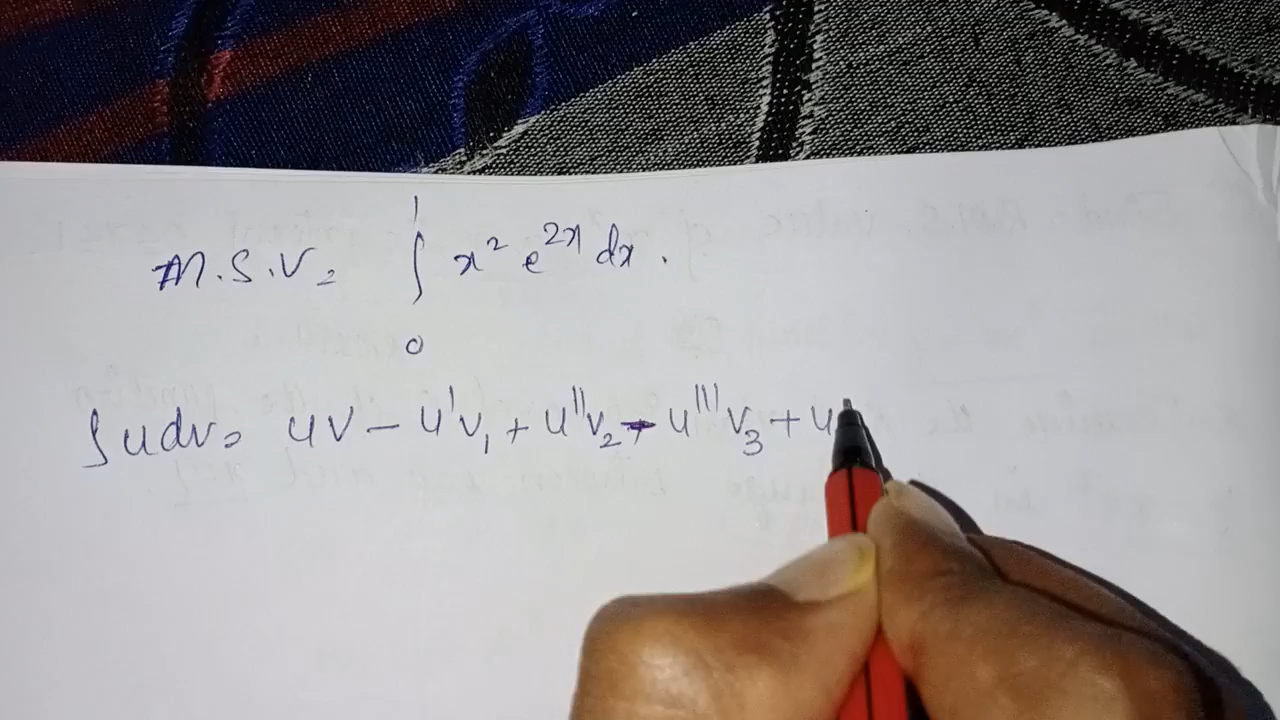 M.S.V = ∫₀¹ x² e^{2x} dx.
∫udv = uv - u'v₁ + u''v₂ - u'''v₃ + u